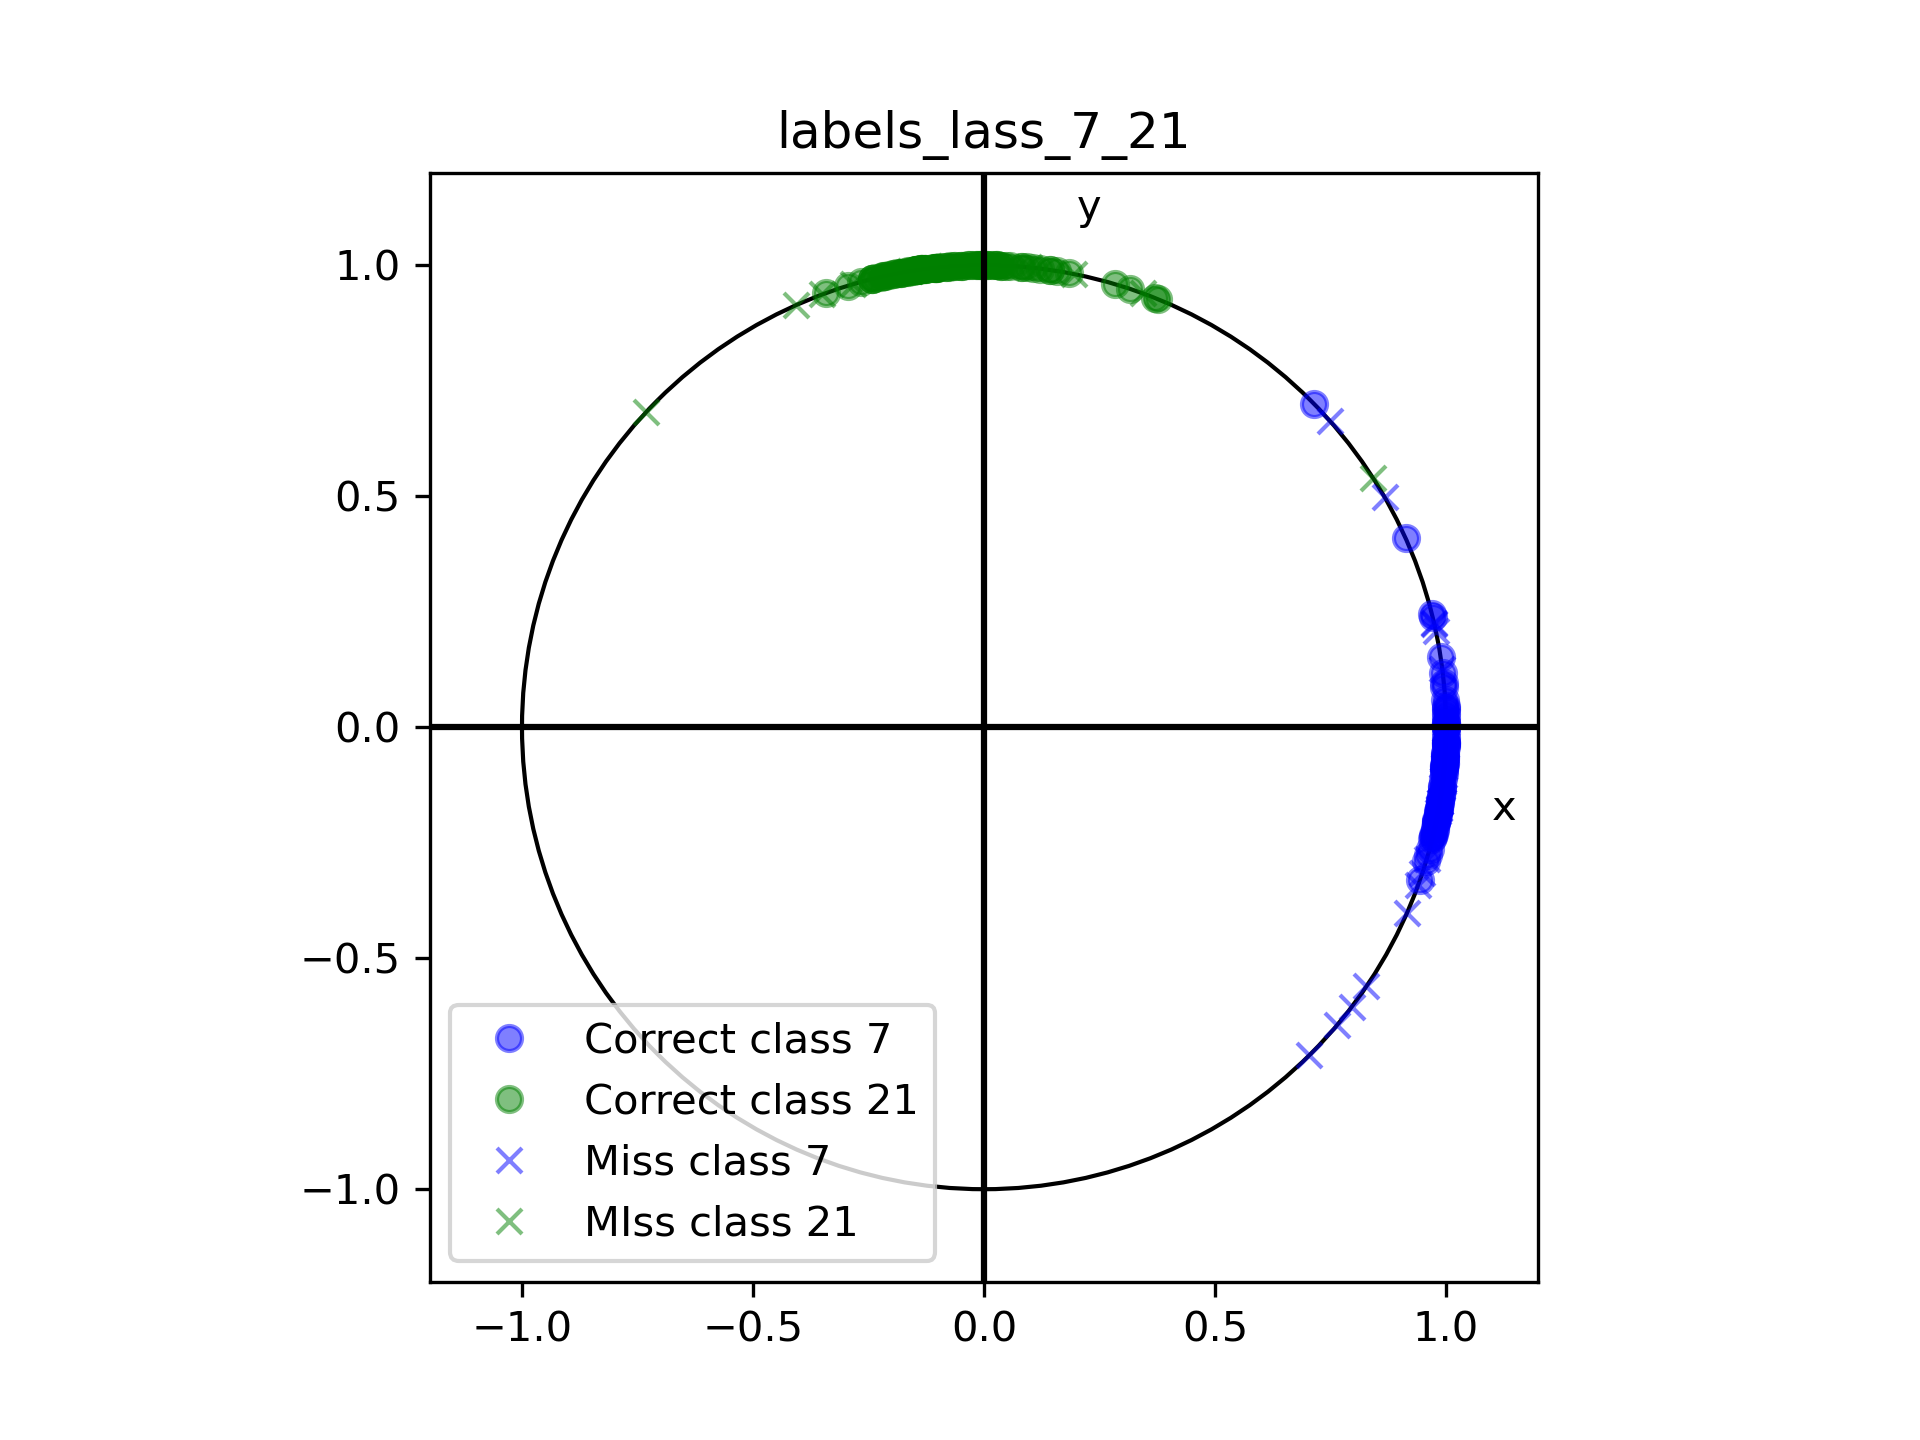 labels_lass_7_21
y
1.0
0.5
0.0
x
−0.5
−1.0
Correct class 7
Correct class 21
Miss class 7
MIss class 21
−1.0 −0.5 0.0 0.5 1.0